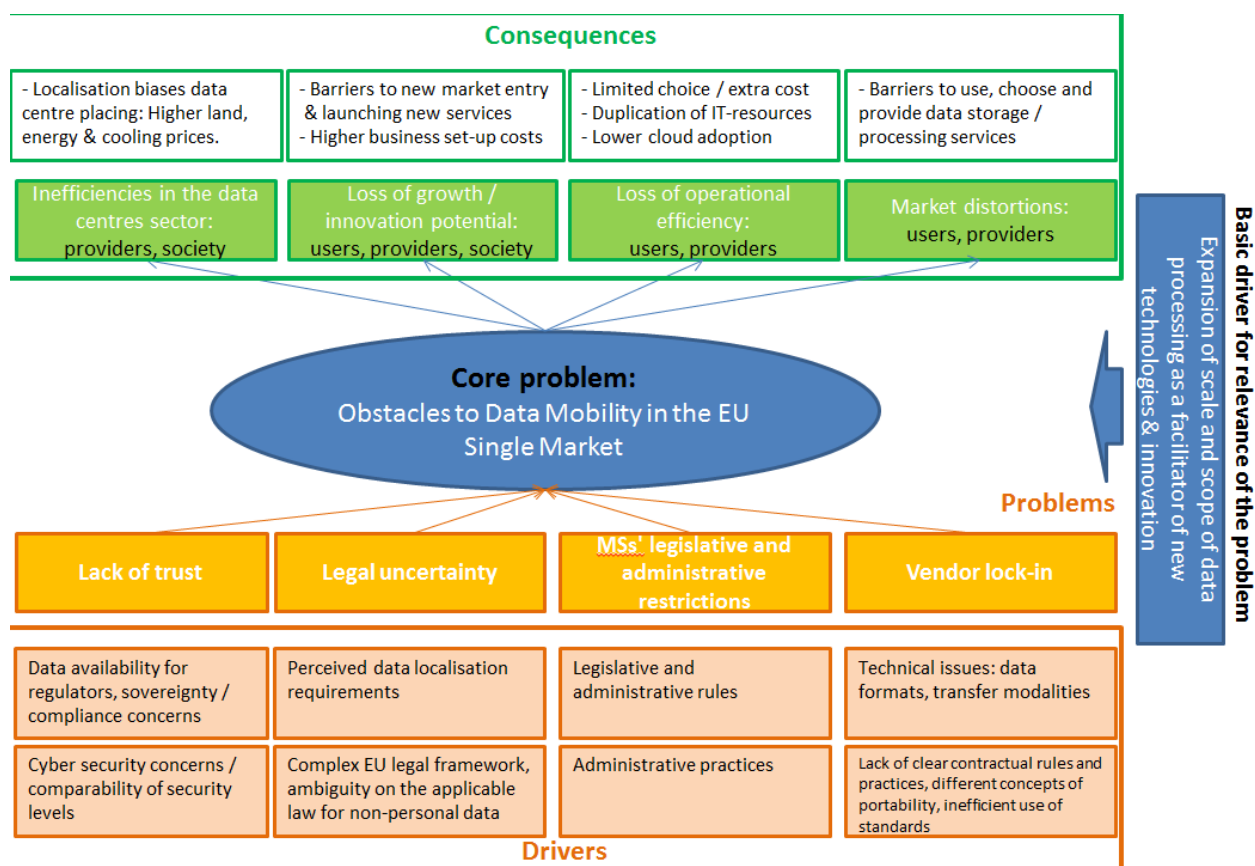 Consequences
- Localisation biases data
centre placing: Higher land,
energy & cooling prices.
- Barriers to new market entry
& launching new services
- Higher business set-up costs
- Limited choice / extra cost
- Duplication of IT-resources
- Lower cloud adoption
- Barriers to use, choose and
provide data storage /
processing services
Inefficiencies in the data
centres sector:
providers, society
Loss of growth /
innovation potential:
users, providers, society
Loss of operational
efficiency:
users, providers
Market distortions:
users, providers
Core problem:
Obstacles to Data Mobility in the EU
Single Market
Basic driver for relevance of the problem
Expansion of scale and scope of data
processing as a facilitator of new
technologies & innovation
Problems
Lack of trust
Legal uncertainty
MSs' legislative and
administrative
restrictions
Vendor lock-in
Data availability for
regulators, sovereignty /
compliance concerns
Perceived data localisation
requirements
Legislative and
administrative rules
Technical issues: data
formats, transfer modalities
Cyber security concerns /
comparability of security
levels
Complex EU legal framework,
ambiguity on the applicable
law for non-personal data
Administrative practices
Lack of clear contractual rules and
practices, different concepts of
portability, inefficient use of
standards
Drivers